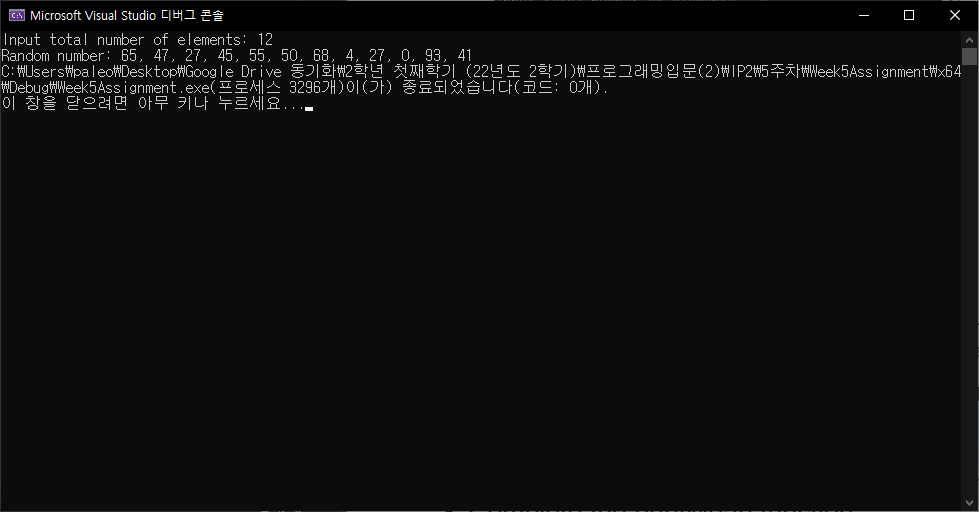 Microsoft Visual Studio 디버그 콘솔
Input total number of elements: 12
Random number: 65, 47, 27, 45, 55, 50, 68, 4, 27, 0, 93, 41
C:₩Users₩paleo₩Desktop₩Google Drive 동기화₩2학년 첫째학기 (22년도 2학기)₩프로그래밍입문(2)₩IP2₩5주차₩Week5Assignment₩x64
₩Debug₩Week5Assignment.exe(프로세스 3296개)이(가) 종료되었습니다(코드: 0개).
이 창을 닫으려면 아무 키나 누르세요...